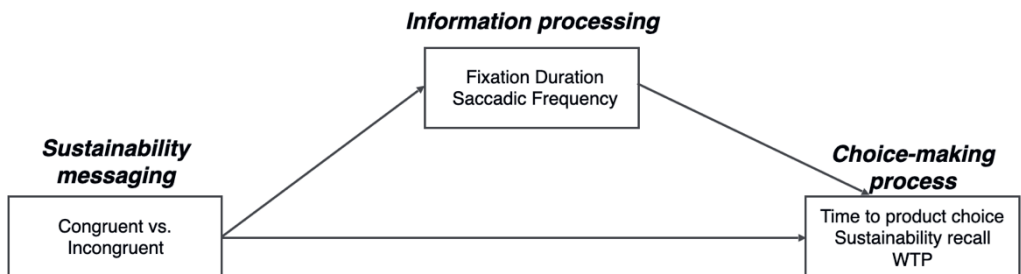 Information processing
Fixation Duration
Saccadic Frequency
Sustainability
messaging
Congruent vs.
Incongruent
Choice-making
process
Time to product choice
Sustainability recall
WTP